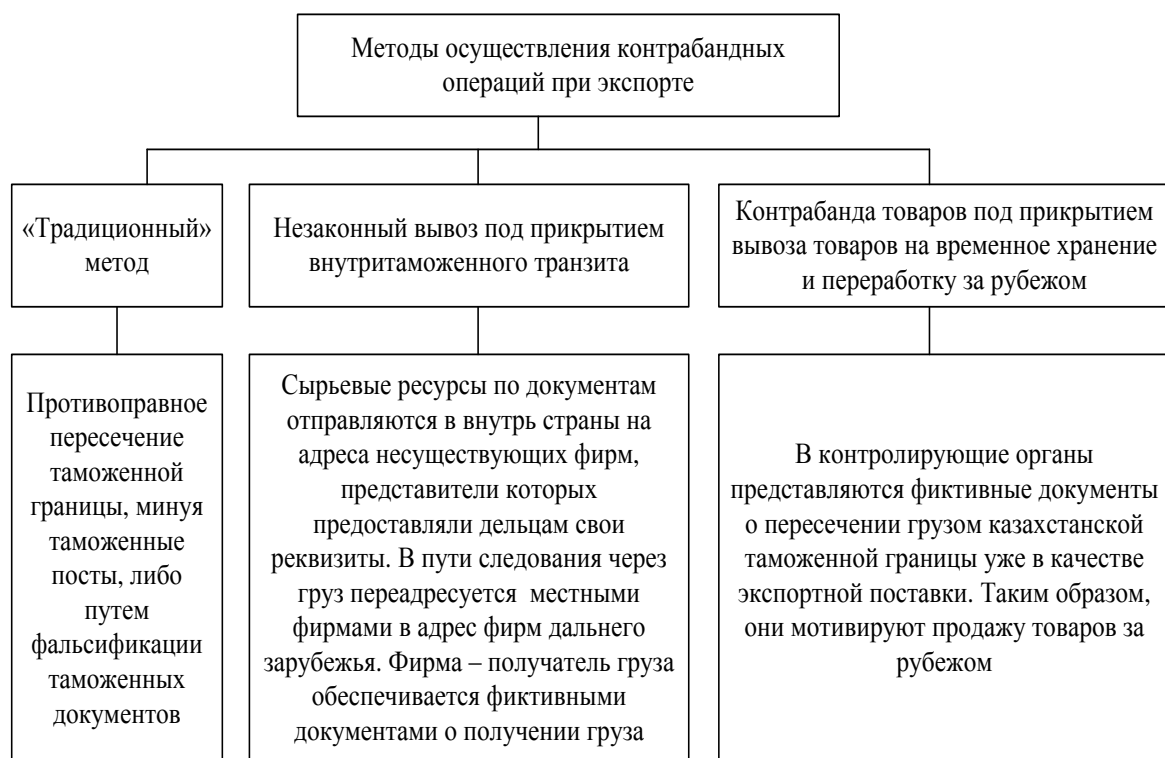 Методы осуществления контрабандных
операций при экспорте
«Традиционный»
метод
Незаконный вывоз под прикрытием
внутритаможенного транзита
Контрабанда товаров под прикрытием
вывоза товаров на временное хранение
и переработку за рубежом
Противоправное
пересечение
таможенной
границы, минуя
таможенные
посты, либо
путем
фальсификации
таможенных
документов
Сырьевые ресурсы по документам
отправляются в внутрь страны на
адреса несуществующих фирм,
представители которых
предоставляли дельцам свои
реквизиты. В пути следования через
груз переадресуется местными
фирмами в адрес фирм дальнего
зарубежья. Фирма – получатель груза
обеспечивается фиктивными
документами о получении груза
В контролирующие органы
представляются фиктивные документы
о пересечении грузом казахстанской
таможенной границы уже в качестве
экспортной поставки. Таким образом,
они мотивируют продажу товаров за
рубежом